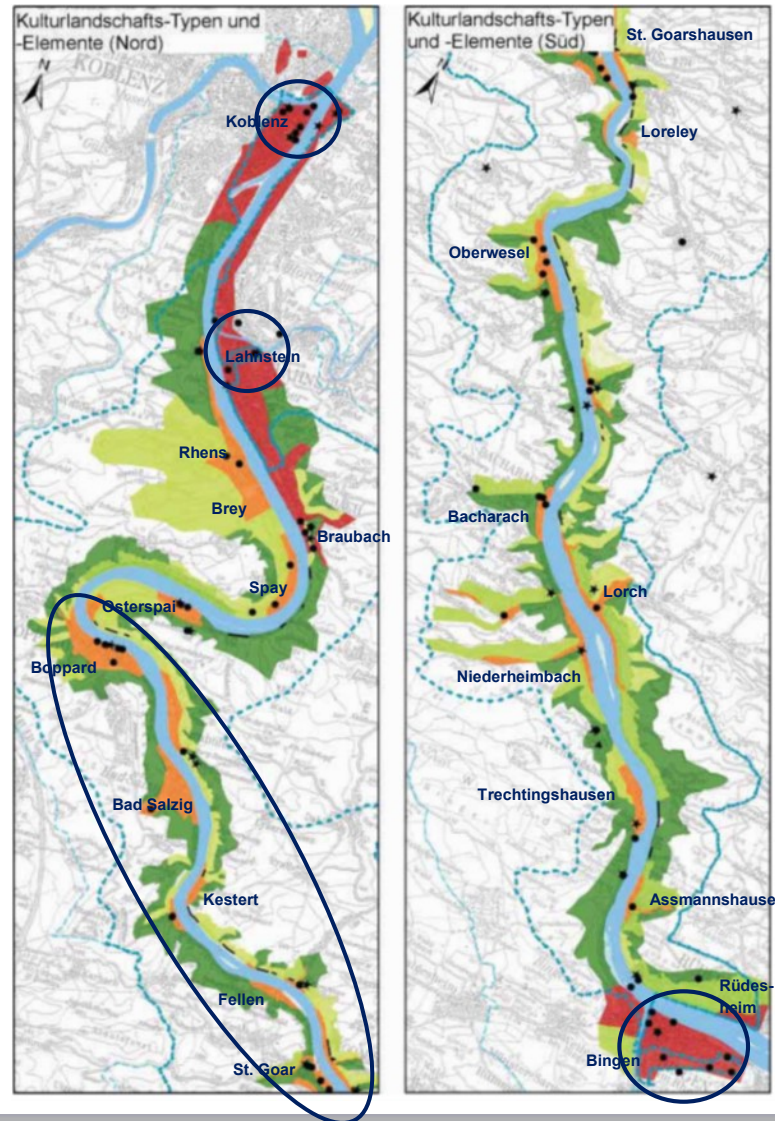 Kulturlandschafts-Typen und
-Elemente (Nord)
N
KOBLENZ
Koblenz
Lahnstein
Rhens
Brey
Braubach
Spay
Osterspai
Boppard
Bad Salzig
Kestert
Fellen
St. Goar
Kulturlandschafts-Typen
und -Elemente (Süd)
N
St. Goarshausen
Loreley
Oberwesel
Bacharach
Lorch
Niederheimbach
Trechtingshausen
Assmannshause
Rüdes-
heim
Bingen